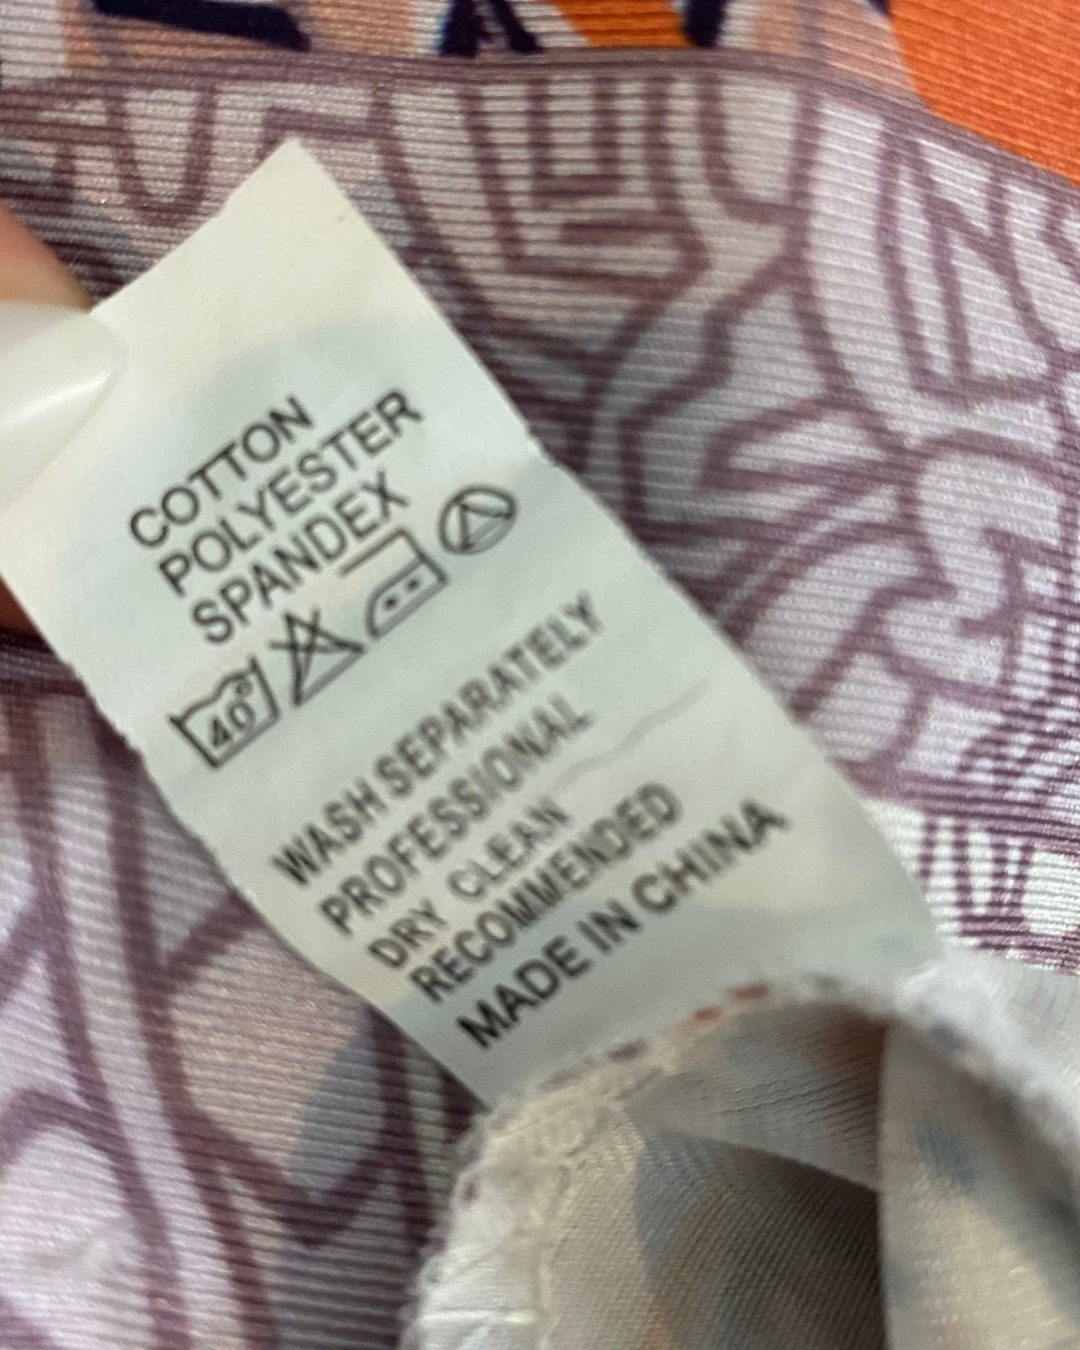 COTTON
POLYESTER
SPANDEX
40°
WASH SEPARATELY
PROFESSIONAL
DRY CLEAN
RECOMMENDED
MADE IN CHINA